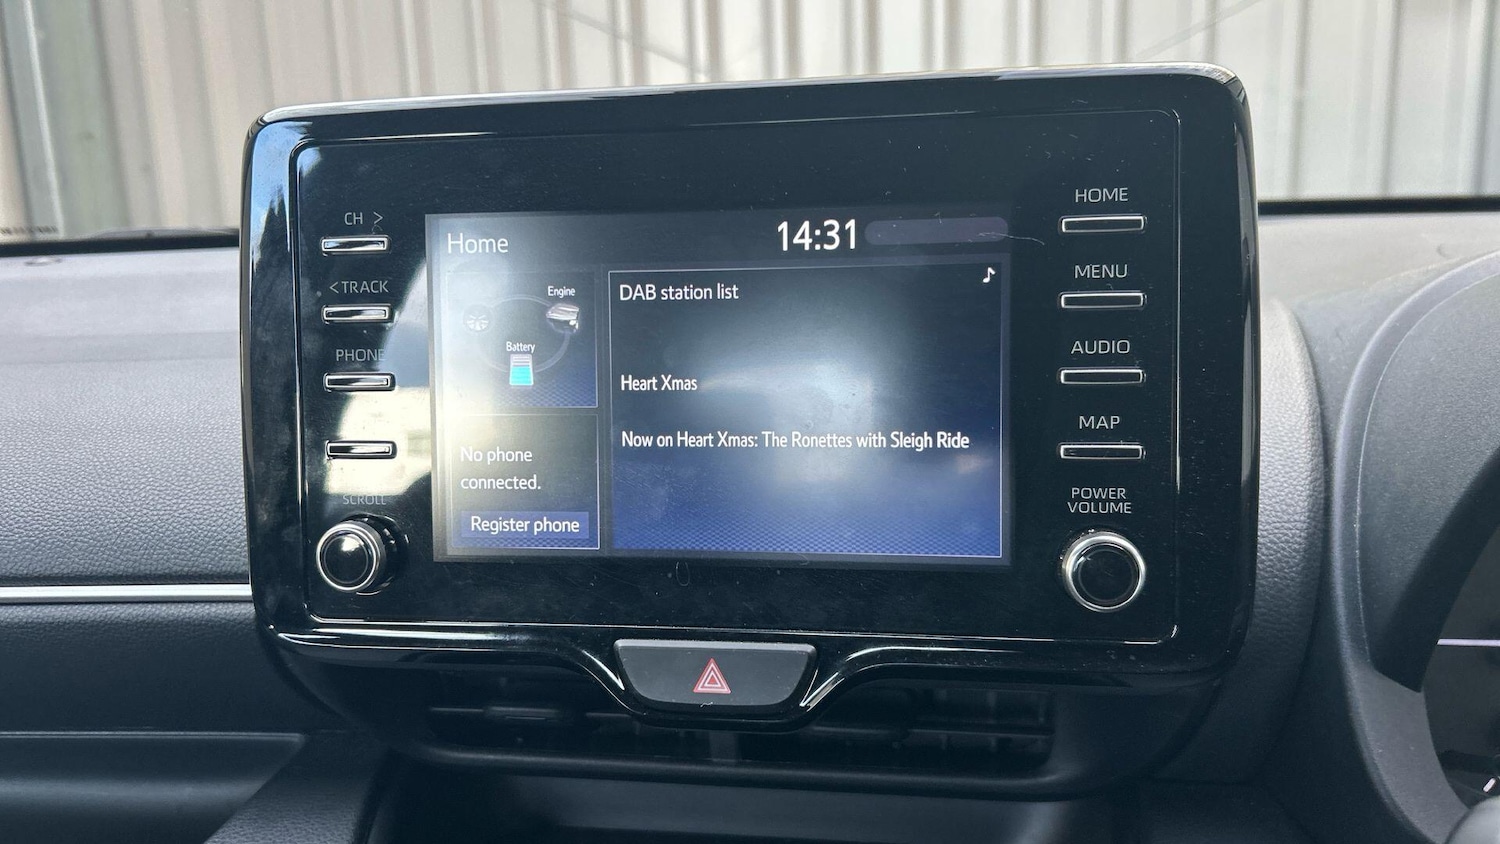 CH >
<TRACK
PHONE
SCROLL
Home
14:31
Engine
Battery
No phone
connected.
Register phone
DAB station list
Heart Xmas
Now on Heart Xmas: The Ronettes with Sleigh Ride
HOME
MENU
AUDIO
MAP
POWER
VOLUME